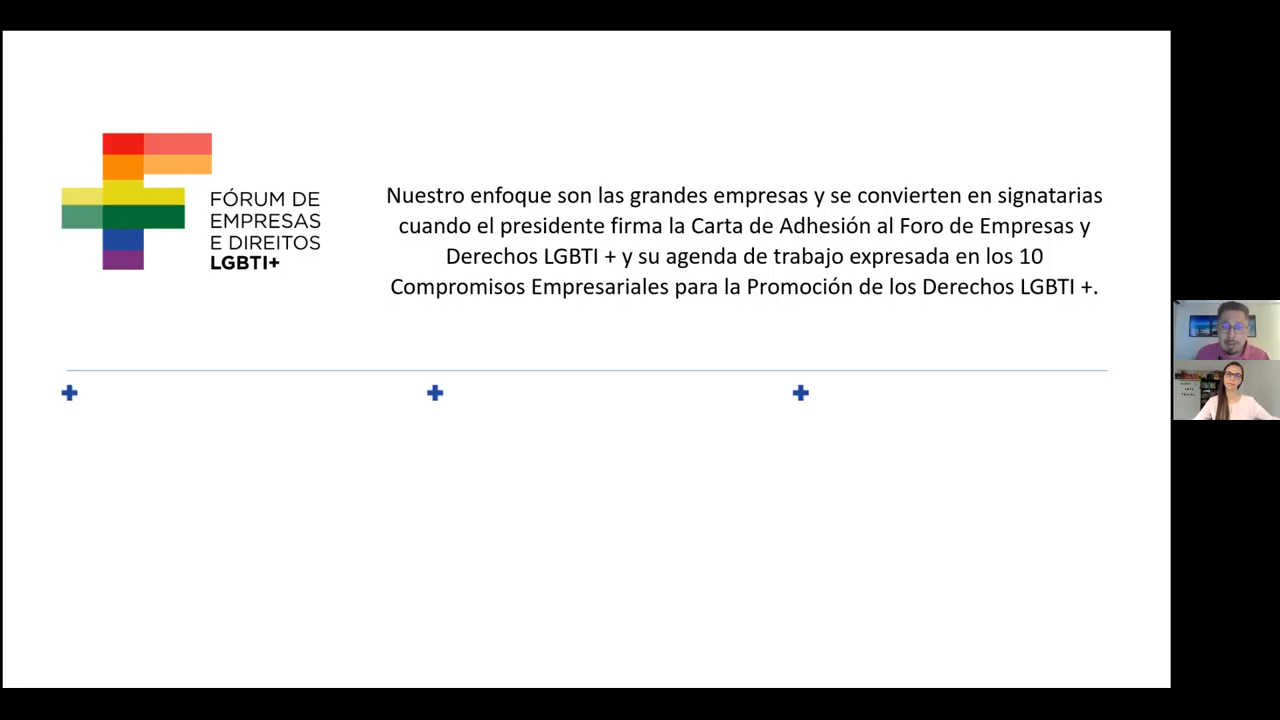 FÓRUM DE
EMPRESAS
E DIREITOS
LGBTI+
Nuestro enfoque son las grandes empresas y se convierten en signatarias
cuando el presidente firma la Carta de Adhesión al Foro de Empresas y
Derechos LGBTI + y su agenda de trabajo expresada en los 10
Compromisos Empresariales para la Promoción de los Derechos LGBTI +.